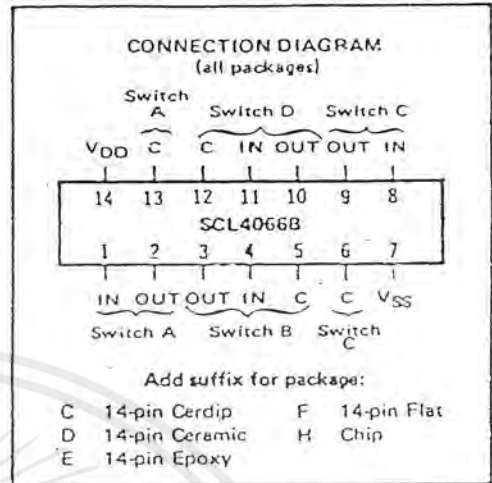 CONNECTION DIAGRAM
(all packages)
Switch A Switch D Switch C
VDD C C IN OUT OUT IN
14 13 12 11 10 9 8
SCL4066B
1 2 3 4 5 6 7
IN OUT OUT IN C C VSS
Switch A Switch B Switch C
Add suffix for package:
C 14-pin Cerdip F 14-pin Flat
D 14-pin Ceramic H Chip
E 14-pin Epoxy